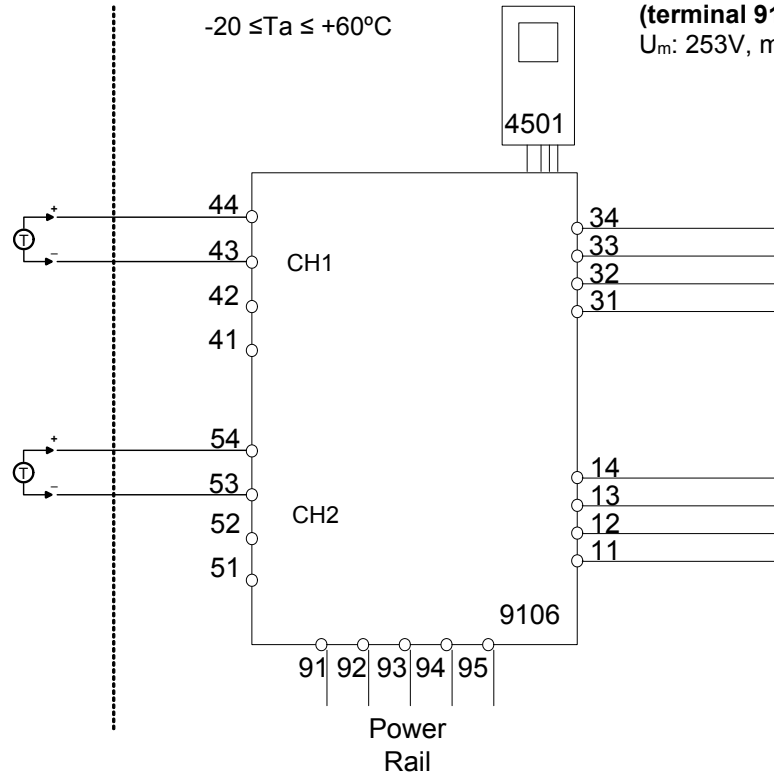 -20 ≤Ta ≤ +60ºC
(terminal 91
Um: 253V, m
4501
44
+
T
−
43
CH1
42
41
34
33
32
31
54
+
T
−
53
CH2
52
51
14
13
12
11
9106
91 92 93 94 95
Power
Rail